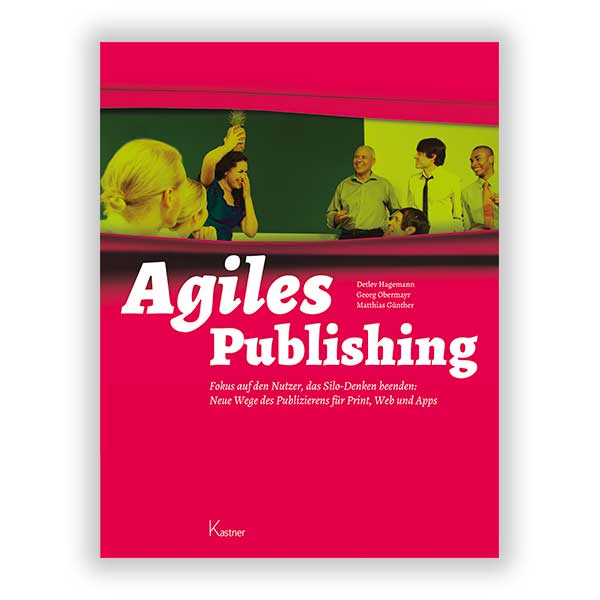 Agiles
Detlev Hagemann
Georg Obermayr
Matthias Günther
Publishing
Fokus auf den Nutzer, das Silo-Denken beenden:
Neue Wege des Publizierens für Print, Web und Apps
Kastner